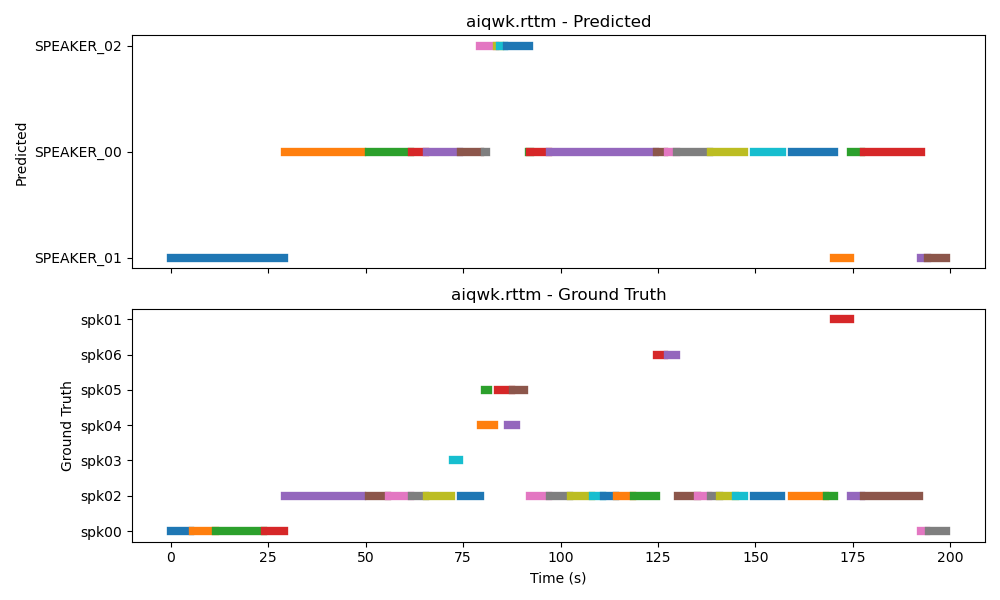 aiqwk.rttm - Predicted
SPEAKER_02
SPEAKER_00
SPEAKER_01
Predicted
aiqwk.rttm - Ground Truth
spk01
spk06
spk05
spk04
spk03
spk02
spk00
Ground Truth
0 25 50 75 100 125 150 175 200
Time (s)